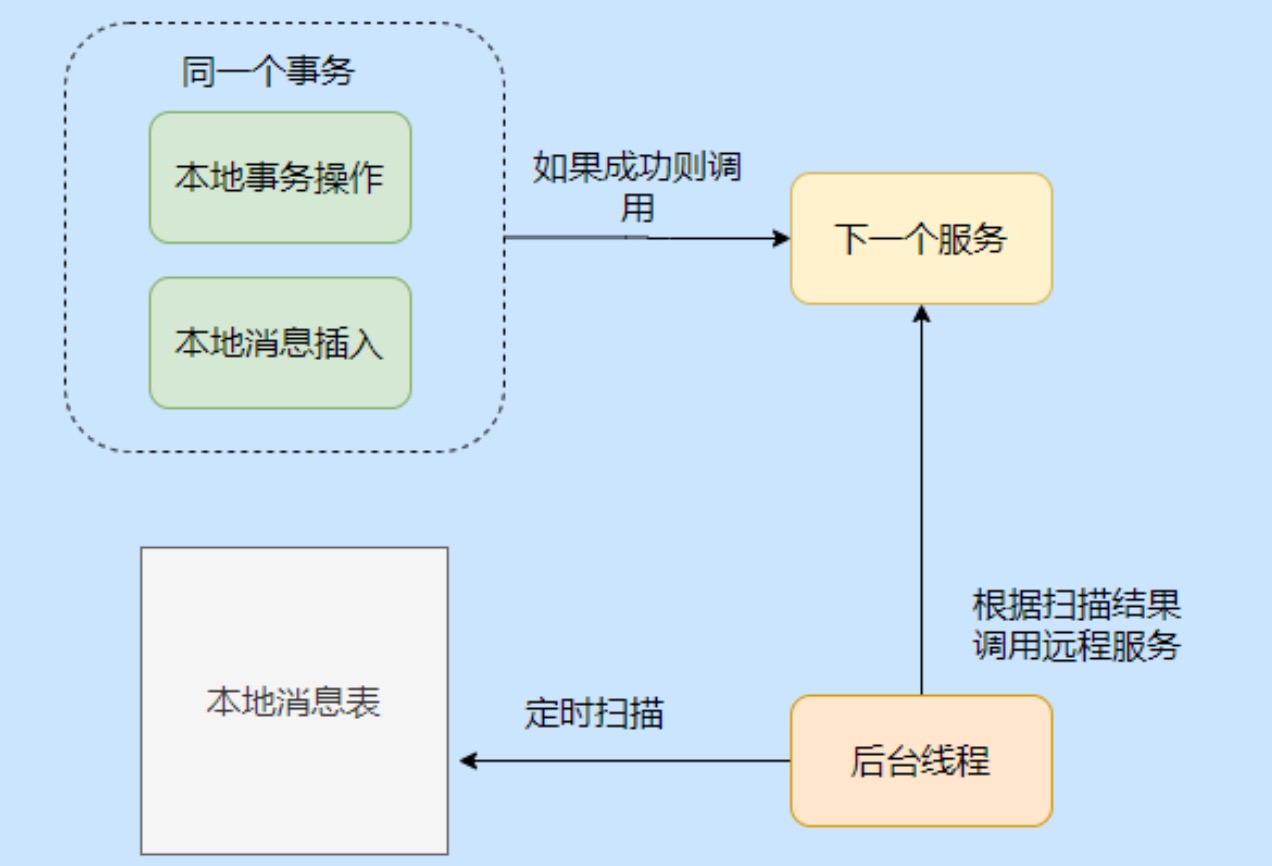 同一个事务
本地事务操作
如果成功则调
用
下一个服务
本地消息插入
根据扫描结果
调用远程服务
本地消息表
定时扫描
后台线程